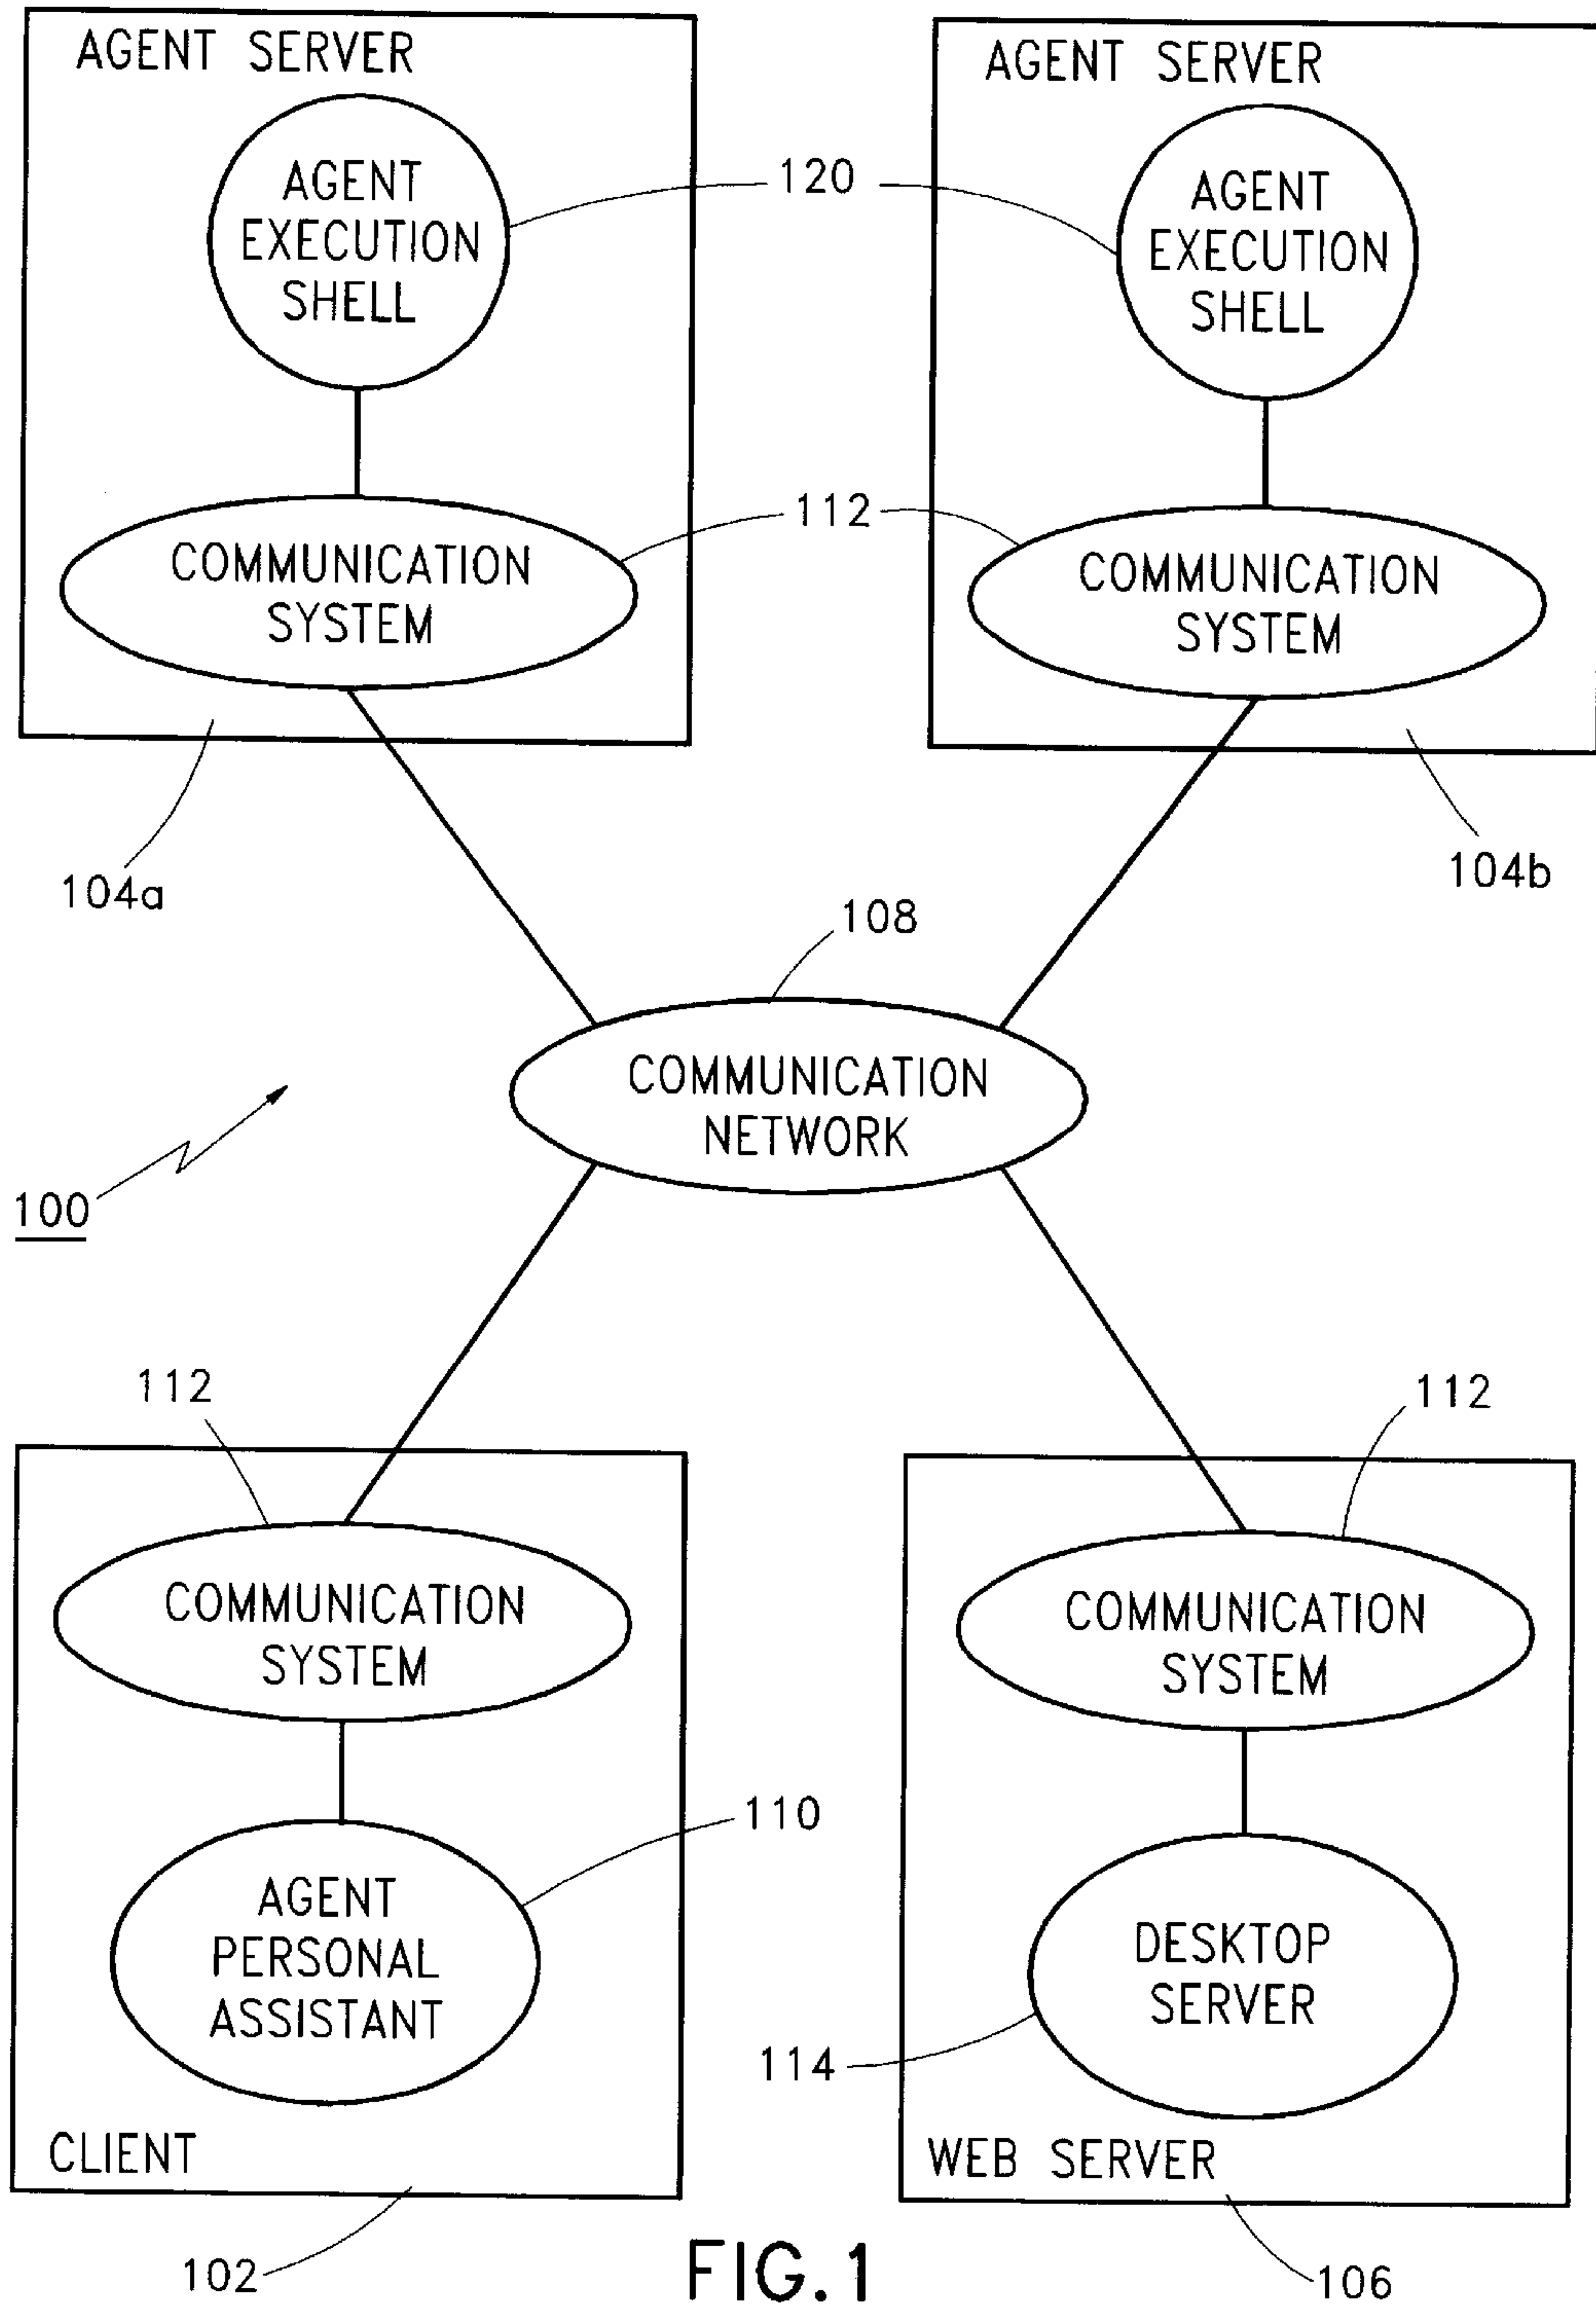 AGENT SERVER
AGENT SERVER
AGENT
EXECUTION
SHELL
120
AGENT
EXECUTION
SHELL
COMMUNICATION
SYSTEM
112
COMMUNICATION
SYSTEM
104a
104b
108
COMMUNICATION
NETWORK
100
112
112
COMMUNICATION
SYSTEM
COMMUNICATION
SYSTEM
110
AGENT
PERSONAL
ASSISTANT
DESKTOP
SERVER
114
CLIENT
WEB SERVER
102
106
FIG.1